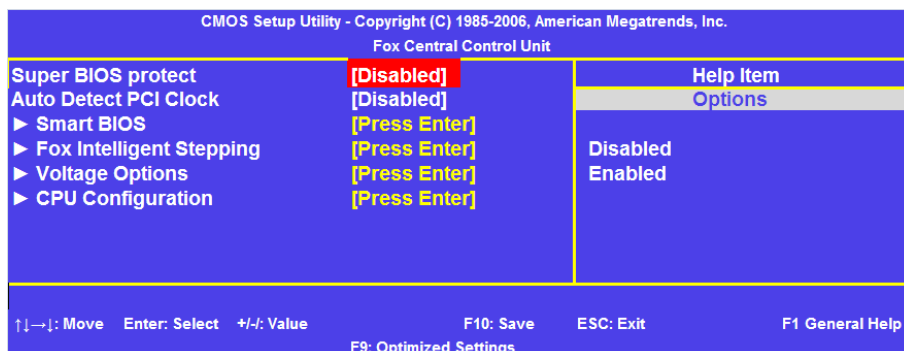 CMOS Setup Utility - Copyright (C) 1985-2006, American Megatrends, Inc.
Fox Central Control Unit
Super BIOS protect [Disabled]
Auto Detect PCI Clock [Disabled]
► Smart BIOS [Press Enter]
► Fox Intelligent Stepping [Press Enter]
► Voltage Options [Press Enter]
► CPU Configuration [Press Enter]
Help Item
Options
Disabled
Enabled
↑↓→↓: Move Enter: Select +/-/: Value F10: Save ESC: Exit F1 General Help
F9: Optimized Settings